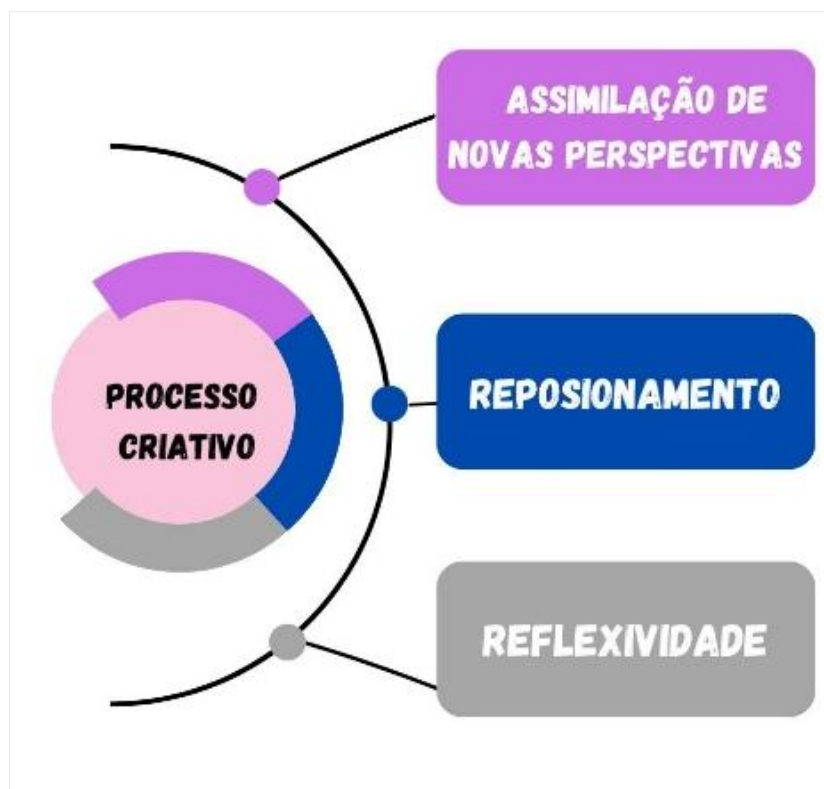 ASSIMILAÇÃO DE
NOVAS PERSPECTIVAS
PROCESSO
CRIATIVO
REPOSIONAMENTO
REFLEXIVIDADE